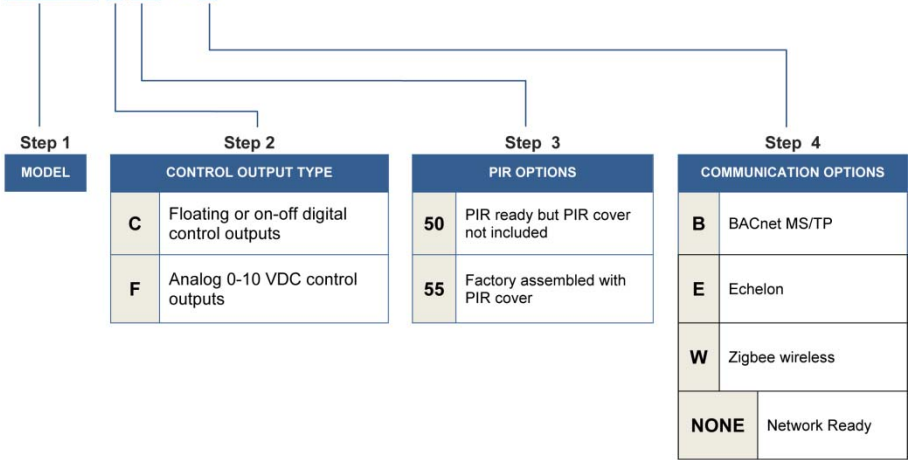 Step 1
MODEL
Step 2
CONTROL OUTPUT TYPE
C
Floating or on-off digital
control outputs
F
Analog 0-10 VDC control
outputs
Step 3
PIR OPTIONS
50
PIR ready but PIR cover
not included
55
Factory assembled with
PIR cover
Step 4
COMMUNICATION OPTIONS
B
BACnet MS/TP
E
Echelon
W
Zigbee wireless
NONE
Network Ready